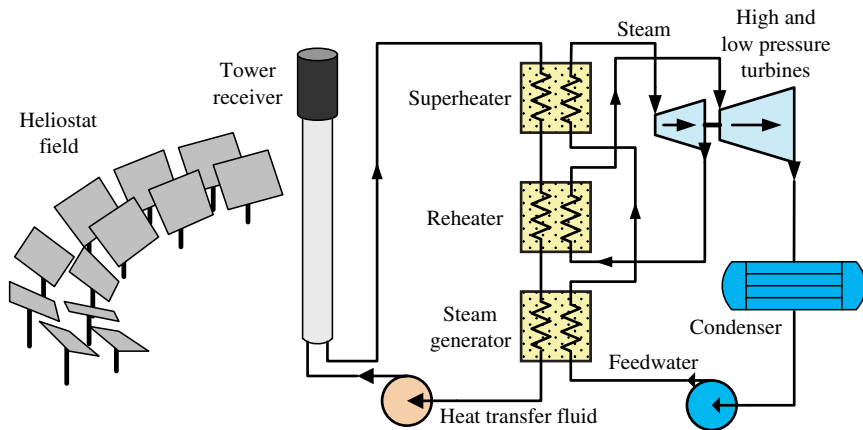 Steam
High and
low pressure
turbines
Tower
receiver
Superheater
Heliostat
field
Reheater
Steam
generator
Condenser
Feedwater
Heat transfer fluid